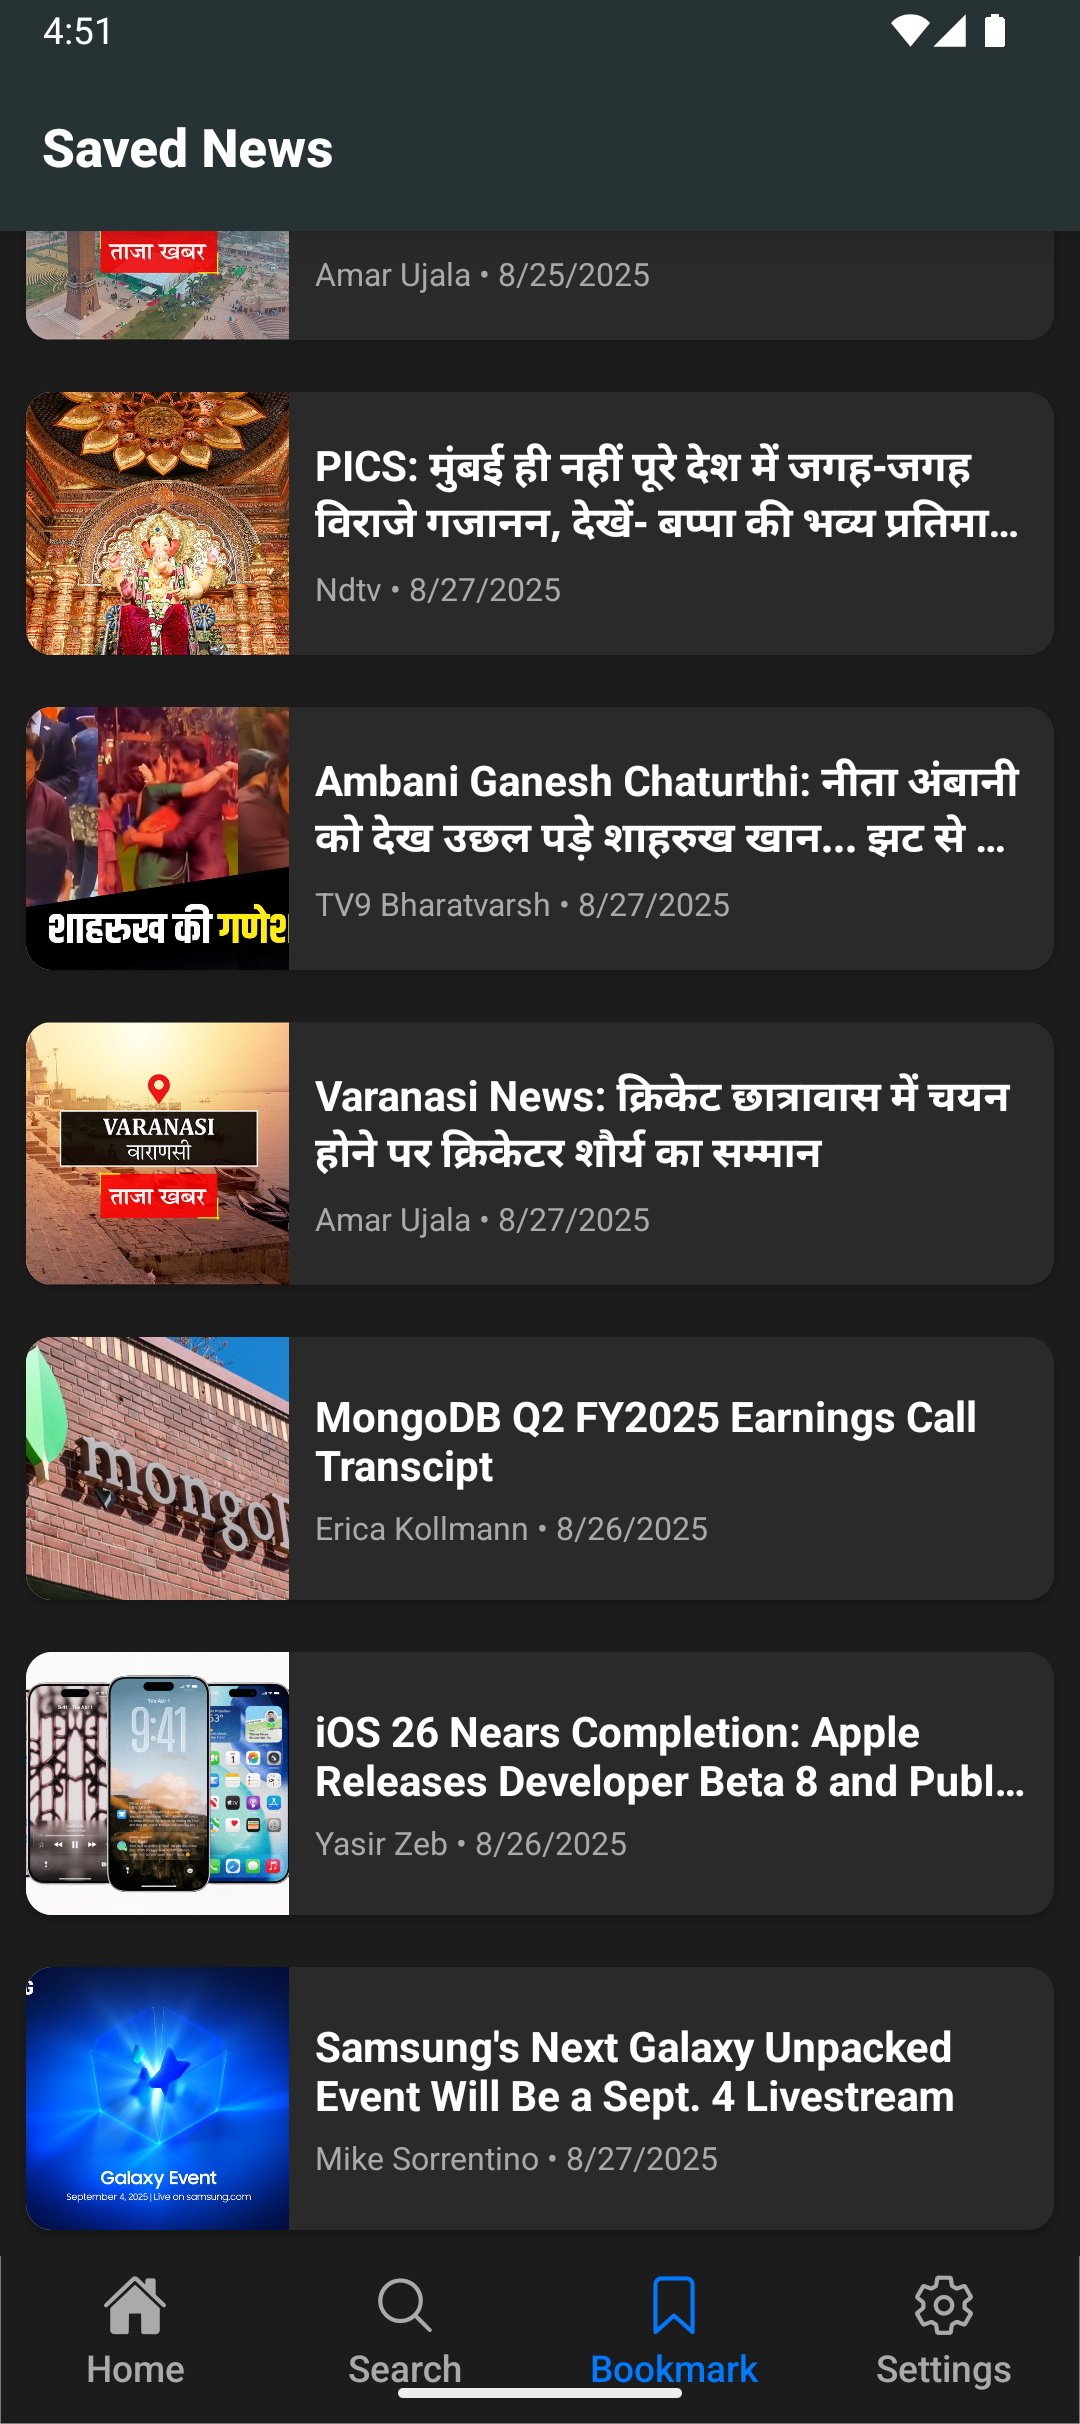 4:51
Saved News
ताजा खबर
Amar Ujala • 8/25/2025
PICS: मुंबई ही नहीं पूरे देश में जगह-जगह
विराजे गजानन, देखें- बप्पा की भव्य प्रतिमा...
Ndtv • 8/27/2025
Ambani Ganesh Chaturthi: नीता अंबानी
को देख उछल पड़े शाहरुख खान... झट से ...
TV9 Bharatvarsh • 8/27/2025
शाहरुख की गणेश
VARANASI
वाराणसी
ताजा खबर
Varanasi News: क्रिकेट छात्रावास में चयन
होने पर क्रिकेटर शौर्य का सम्मान
Amar Ujala • 8/27/2025
mongo
MongoDB Q2 FY2025 Earnings Call
Transcipt
Erica Kollmann • 8/26/2025
9:41
iOS 26 Nears Completion: Apple
Releases Developer Beta 8 and Publ...
Yasir Zeb • 8/26/2025
G
Galaxy Event
September 4, 2025 | Live on samsung.com
Samsung's Next Galaxy Unpacked
Event Will Be a Sept. 4 Livestream
Mike Sorrentino • 8/27/2025
Home
Search
Bookmark
Settings